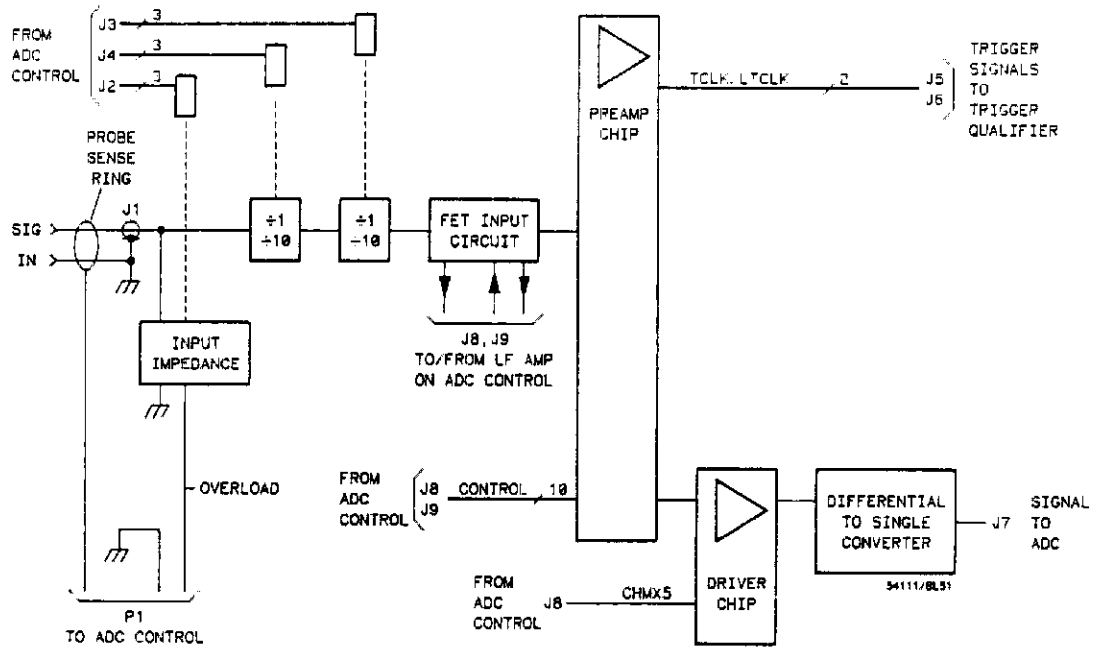 FROM
ADC
CONTROL
J3 3
J4 3
J2 3
PROBE
SENSE
RING
J1
SIG
IN
÷1
÷10
÷1
÷10
FET INPUT
CIRCUIT
J8, J9
TO/FROM LF AMP
ON ADC CONTROL
INPUT
IMPEDANCE
OVERLOAD
P1
TO ADC CONTROL
PREAMP
CHIP
TCLK, LTCLK 2
J5
J6
TRIGGER
SIGNALS
TO
TRIGGER
QUALIFIER
FROM
ADC
CONTROL
J8
J9
CONTROL 10
FROM
ADC
CONTROL
J8
CHMX5
DRIVER
CHIP
DIFFERENTIAL
TO SINGLE
CONVERTER
J7
SIGNAL
TO
ADC
54111/BL51